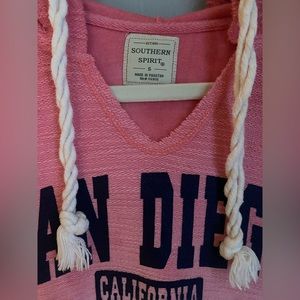 SOUTHERN
SPIRIT®
S
MADE IN PAKISTAN
AN DIEG
CALIFORNIA